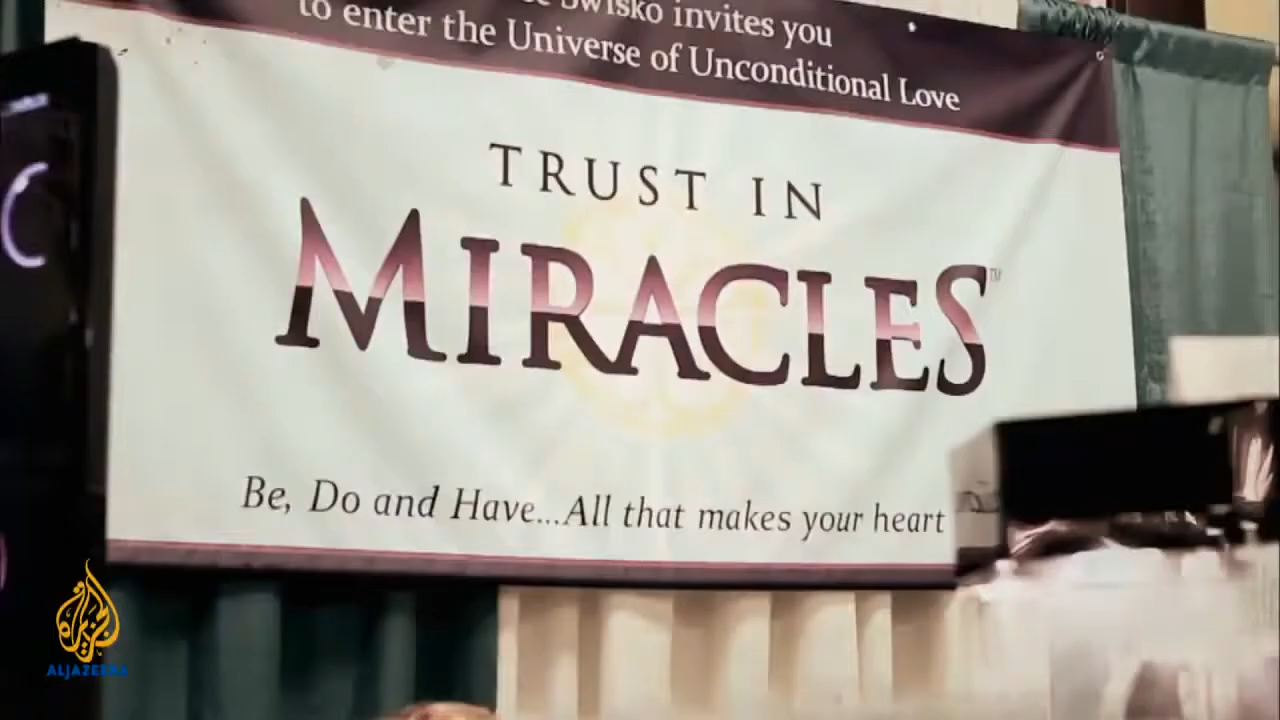 Swisko invites you
to enter the Universe of Unconditional Love
TRUST IN
MIRACLES™
Be, Do and Have...All that makes your heart
ALJAZEERA